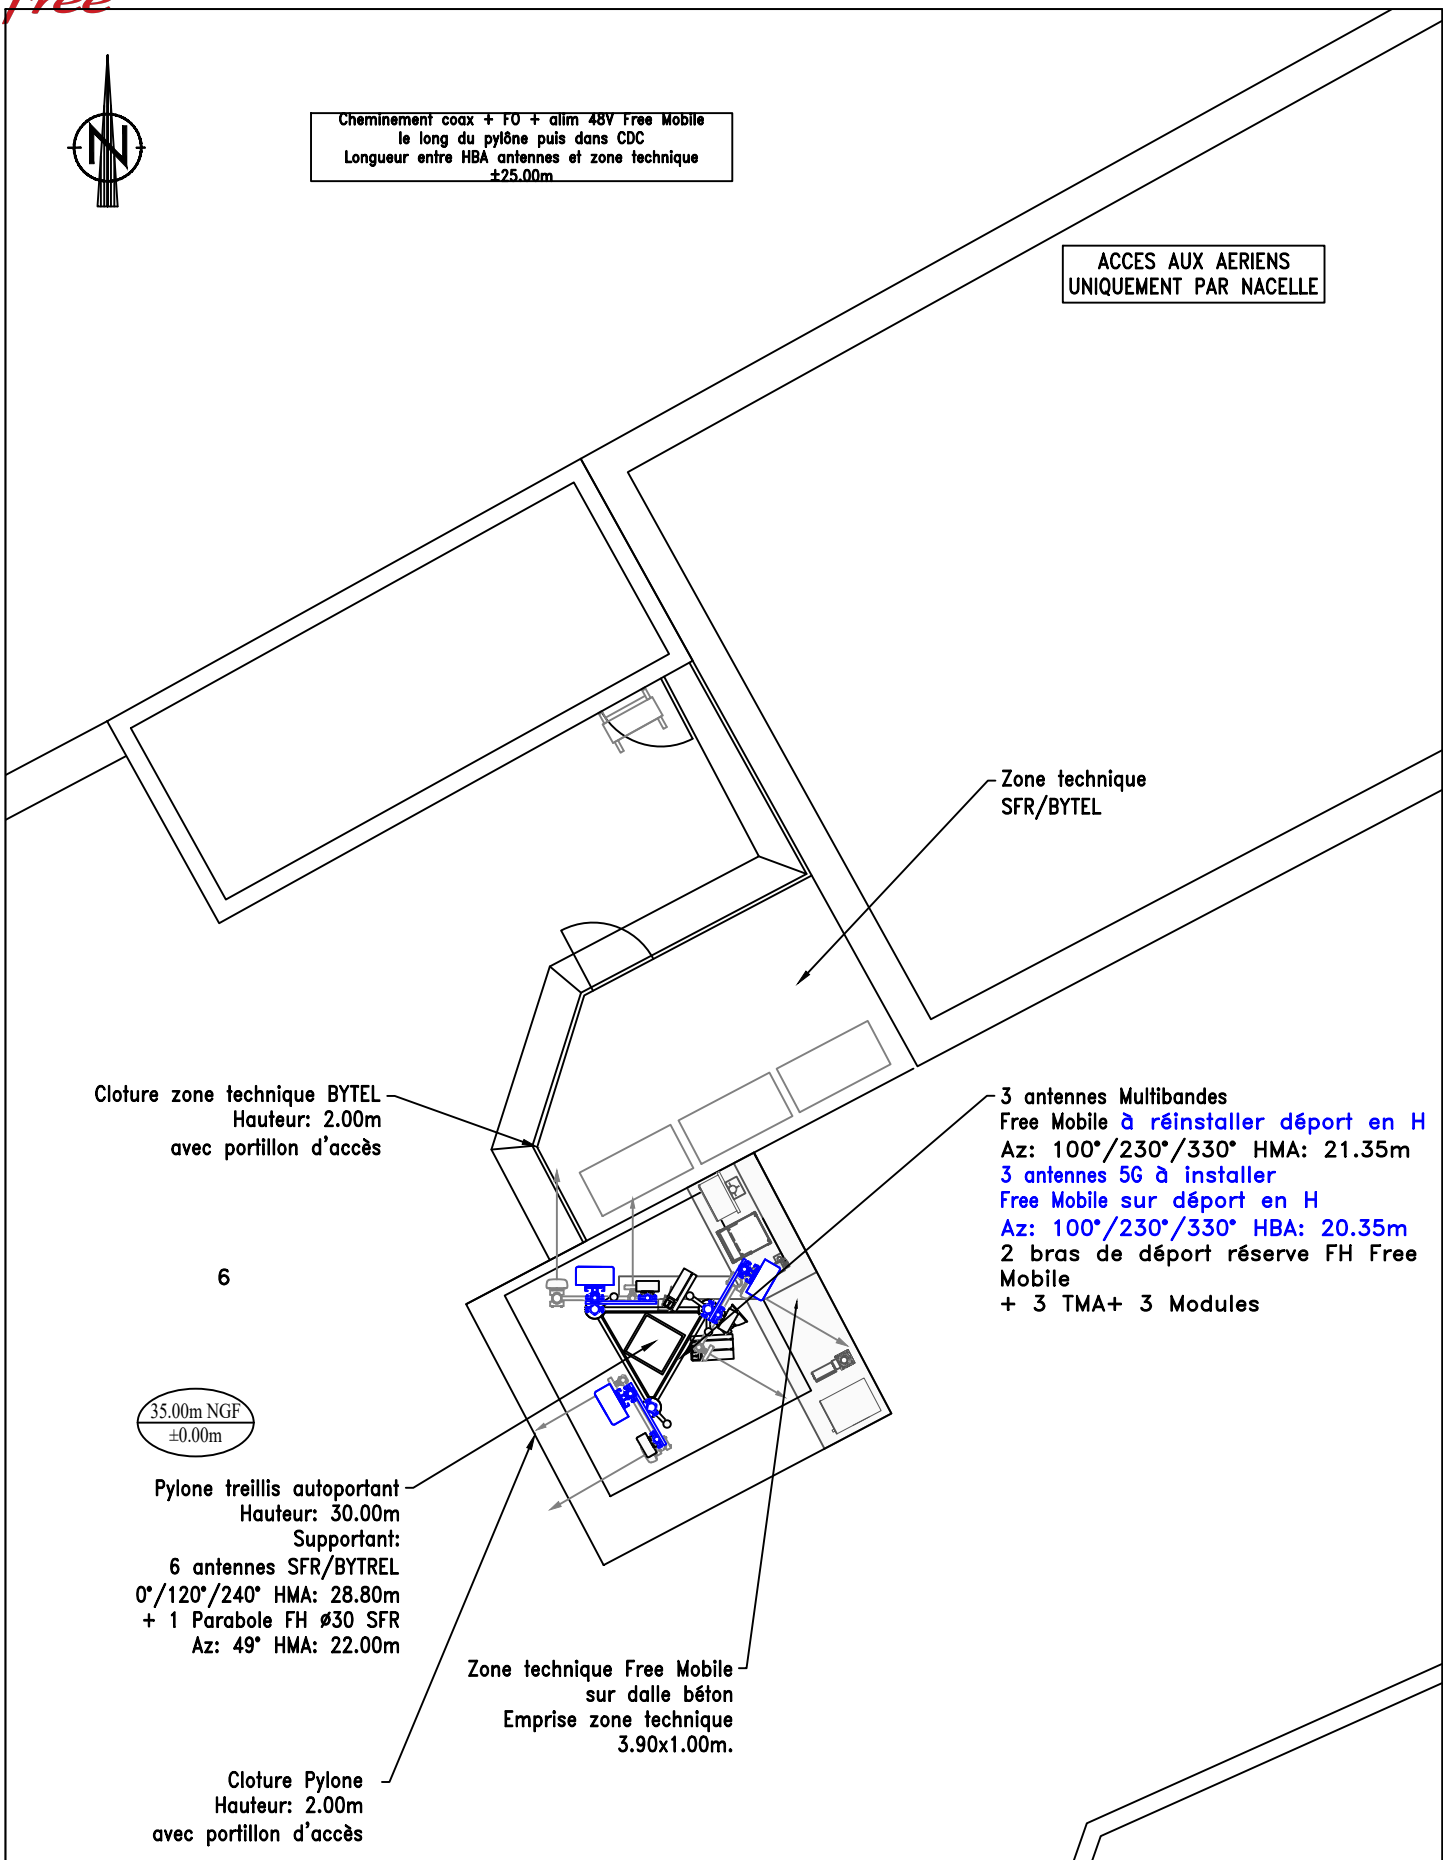 free
N
Cheminement coax + FO + alim 48V Free Mobile
le long du pylône puis dans CDC
Longueur entre HBA antennes et zone technique
±25.00m
ACCES AUX AERIENS
UNIQUEMENT PAR NACELLE
Zone technique
SFR/BYTEL
Cloture zone technique BYTEL
Hauteur: 2.00m
avec portillon d'accès
3 antennes Multibandes
Free Mobile à réinstaller déport en H
Az: 100°/230°/330° HMA: 21.35m
3 antennes 5G à installer
Free Mobile sur déport en H
Az: 100°/230°/330° HBA: 20.35m
2 bras de déport réserve FH Free
Mobile
+ 3 TMA+ 3 Modules
6
35.00m NGF
±0.00m
Pylone treillis autoportant
Hauteur: 30.00m
Supportant:
6 antennes SFR/BYTREL
0°/120°/240° HMA: 28.80m
+ 1 Parabole FH ø30 SFR
Az: 49° HMA: 22.00m
Zone technique Free Mobile
sur dalle béton
Emprise zone technique
3.90x1.00m.
Cloture Pylone
Hauteur: 2.00m
avec portillon d'accès